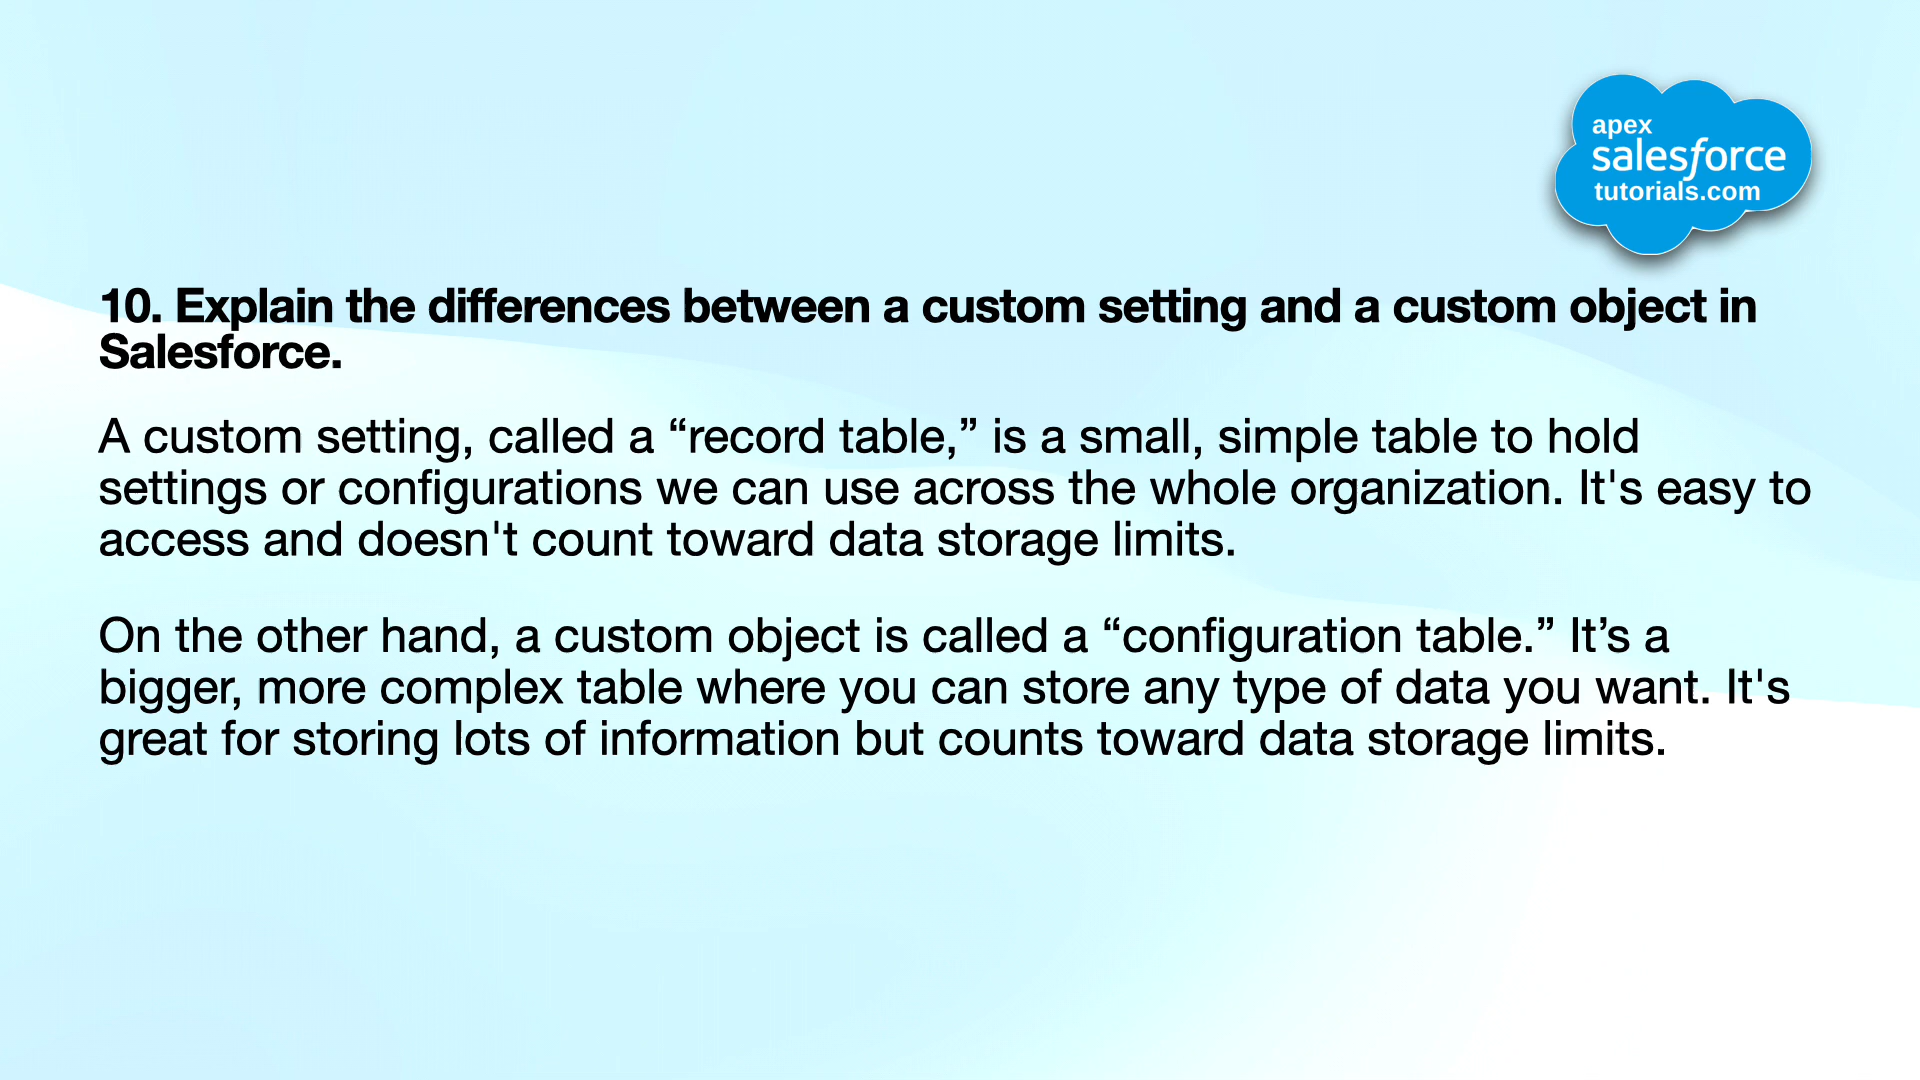 apex
salesforce
tutorials.com
10. Explain the differences between a custom setting and a custom object in
Salesforce.
A custom setting, called a “record table,” is a small, simple table to hold
settings or configurations we can use across the whole organization. It's easy to
access and doesn't count toward data storage limits.
On the other hand, a custom object is called a “configuration table.” It’s a
bigger, more complex table where you can store any type of data you want. It's
great for storing lots of information but counts toward data storage limits.